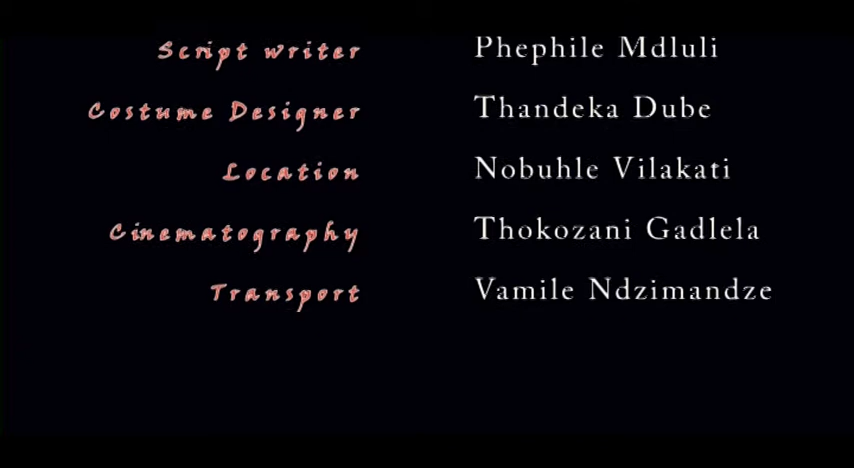 Script writer Phephile Mdluli
Costume Designer Thandeka Dube
Location Nobuhle Vilakati
Cinematography Thokozani Gadlela
Transport Vamile Ndzimandze